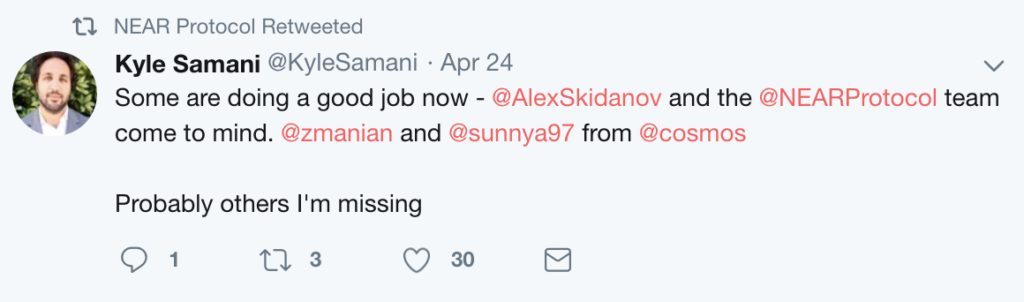 NEAR Protocol Retweeted
Kyle Samani @KyleSamani · Apr 24
Some are doing a good job now - @AlexSkidanov and the @NEARProtocol team
come to mind. @zmanian and @sunnya97 from @cosmos
Probably others I'm missing
1 3 30